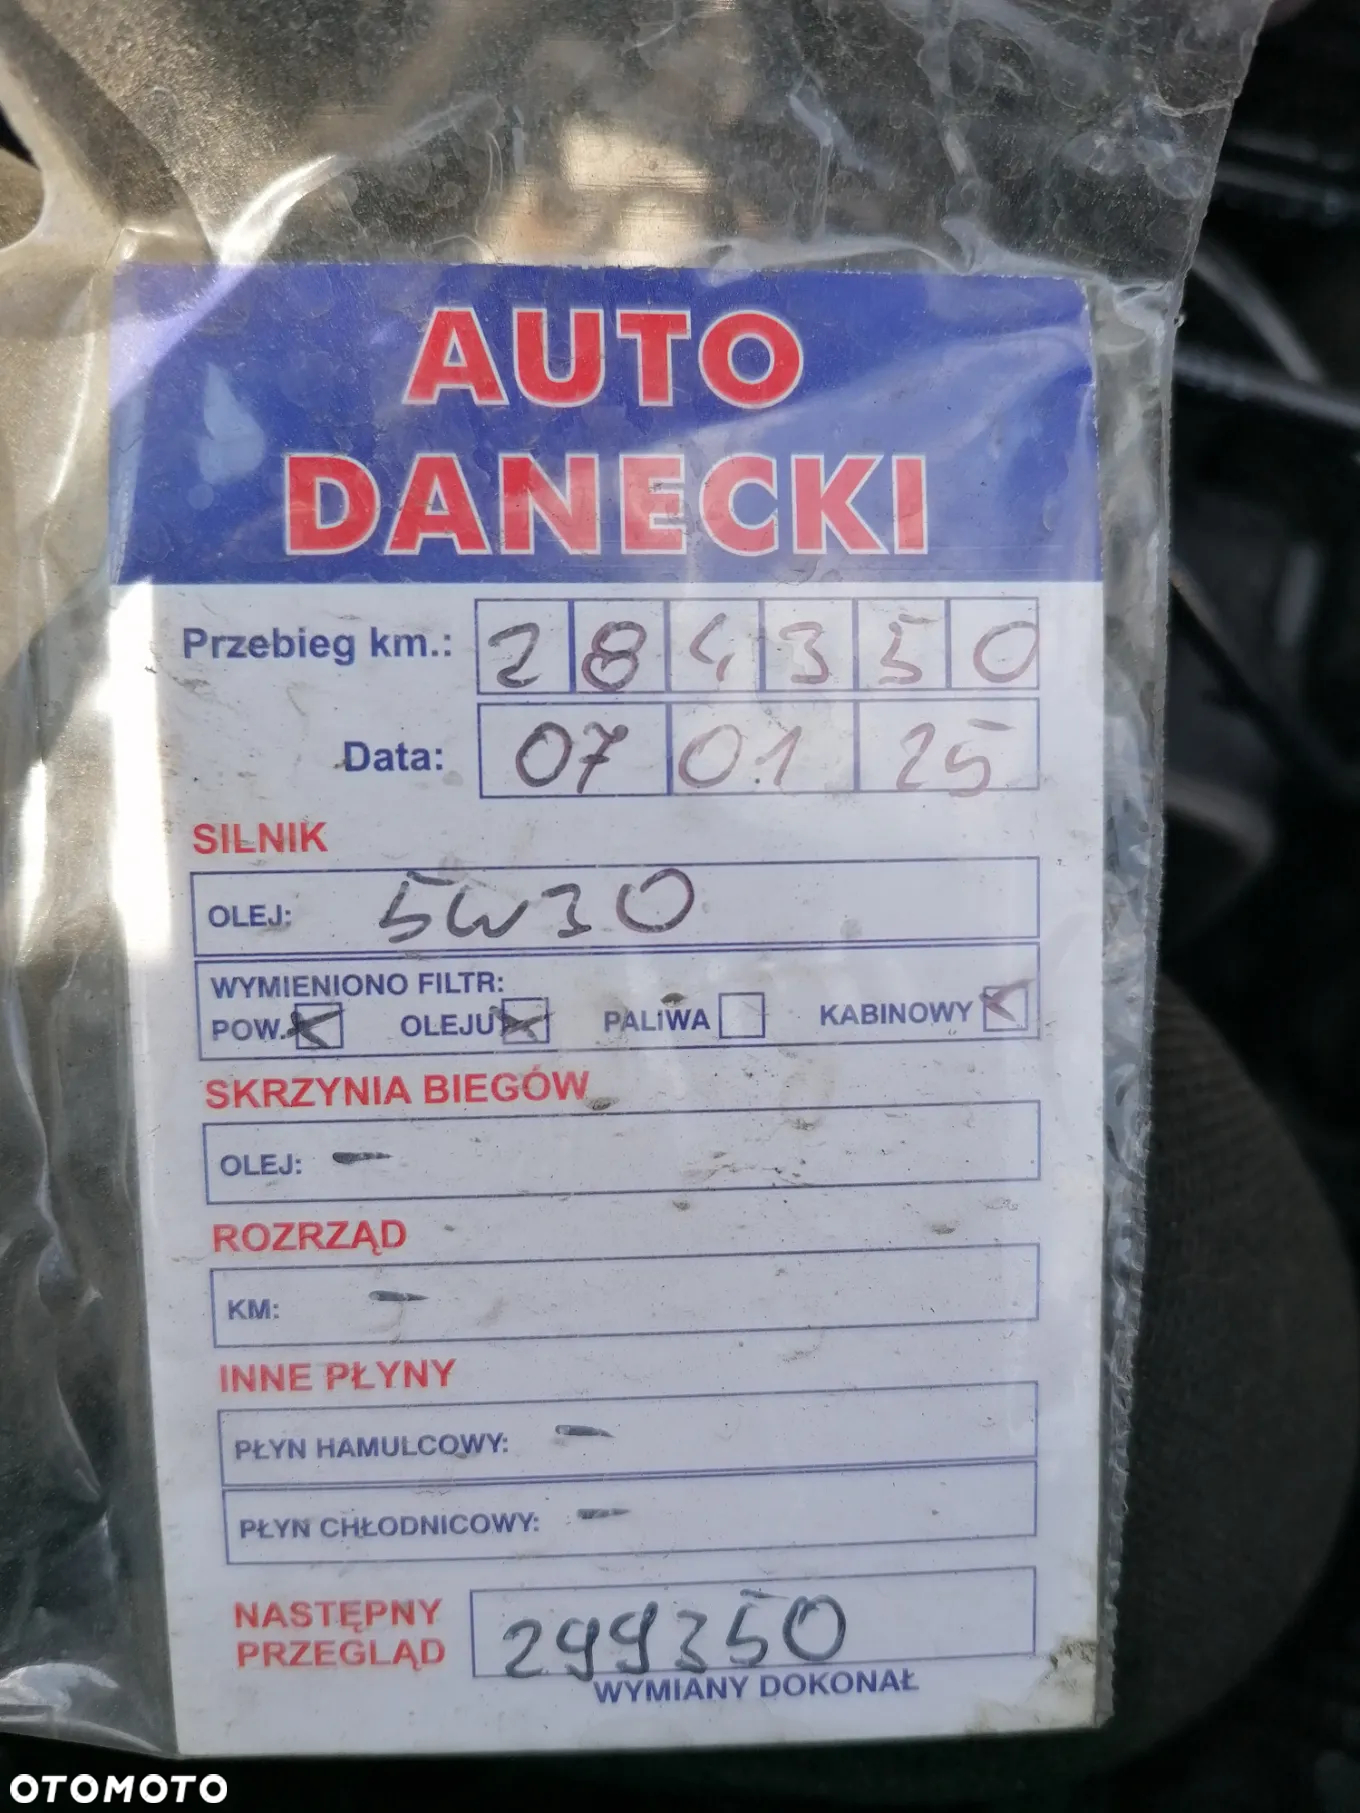 AUTO
DANECKI
Przebieg km.: 284350
Data: 07 01 25
SILNIK
OLEJ: 5W30
WYMIENIONO FILTR:
POW. OLEJU PALIWA KABINOWY
SKRZYNIA BIEGÓW
OLEJ: -
ROZRZĄD
KM: -
INNE PŁYNY
PŁYN HAMULCOWY: -
PŁYN CHŁODNICOWY: -
NASTĘPNY
PRZEGLĄD 299350
WYMIANY DOKONAŁ
OTOMOTO